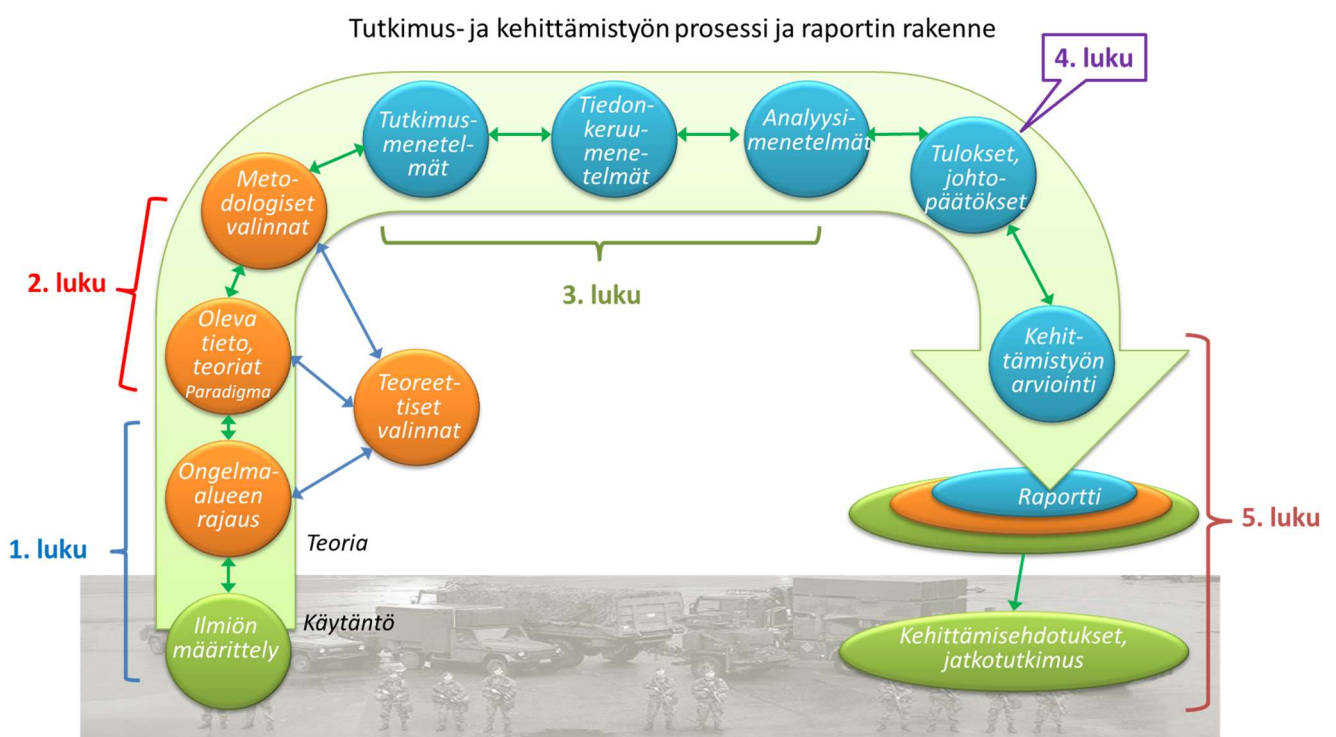 Tutkimus- ja kehittämistyön prosessi ja raportin rakenne
4. luku
Tutkimus-
menetel-
mät
Tiedon-
keruu-
mene-
telmät
Analyysi-
menetelmät
Tulokset,
johto-
päätökset
Meto-
dologiset
valinnat
2. luku
3. luku
Oleva
tieto,
teoriat
Paradigma
Teoreet-
tiset
valinnat
Kehit-
tämistyön
arviointi
Ongelma-
alueen
rajaus
Raportti
1. luku
Teoria
5. luku
Käytäntö
Ilmiön
määrittely
Kehittämisehdotukset,
jatkotutkimus